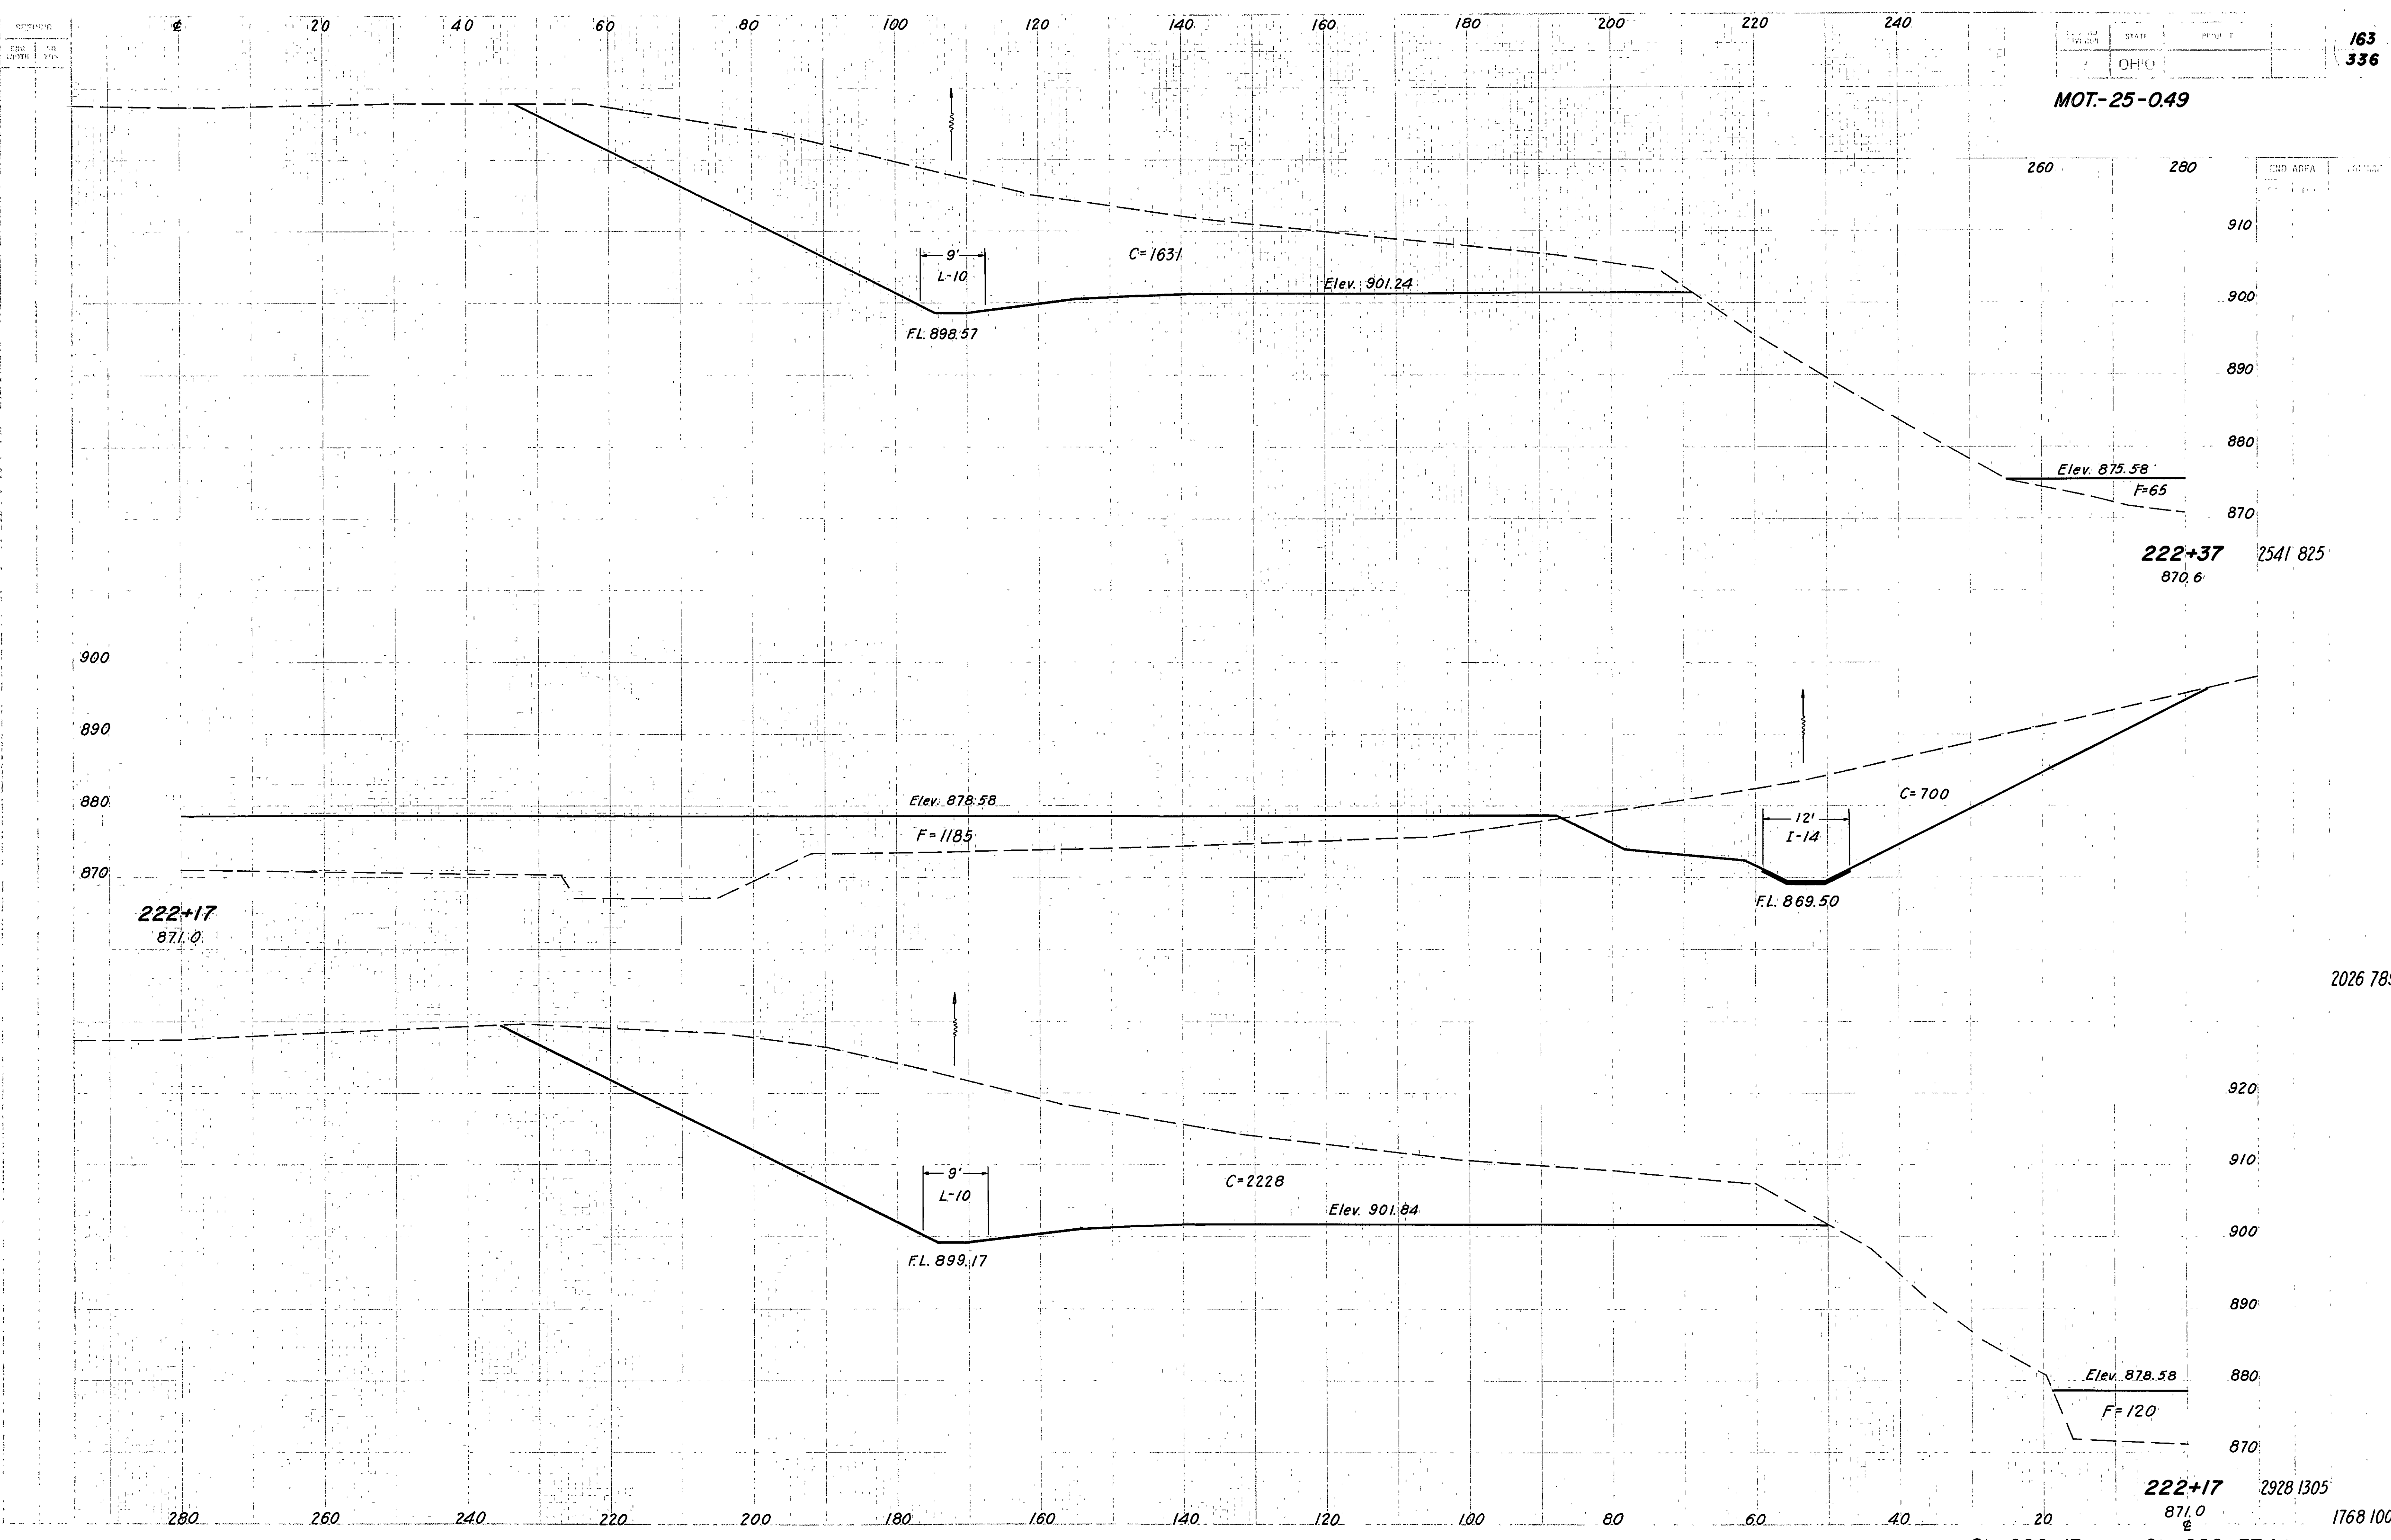 ₵ 20 40 60 80 100 120 140 160 180 200 220 240
STATE
163
OHIO
336
MOT.-25-0.49
260 280 END AREA
910
9'
C=1631
L-10
Elev. 901.24
900
F.L. 898.57
890
880
Elev. 875.58
F=65
870
222+37 2541 825
870.6
900
890
880
Elev. 878.58
C=700
12'
F=1185
I-14
870
F.L. 869.50
222+17
871.0
2026 785
920
910
9'
C=2228
L-10
Elev. 901.84
900
F.L. 899.17
890
Elev. 878.58 880
F=120
870
222+17 2928 1305
871.0
280 260 240 220 200 180 160 140 120 100 80 60 40 20 ₵ 1768 100